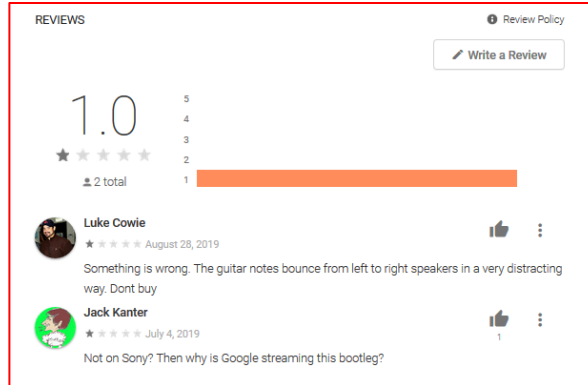 REVIEWS
Review Policy
Write a Review
1.0
5
4
3
2
1
2 total
Luke Cowie
August 28, 2019
Something is wrong. The guitar notes bounce from left to right speakers in a very distracting
way. Dont buy
Jack Kanter
July 4, 2019
1
Not on Sony? Then why is Google streaming this bootleg?